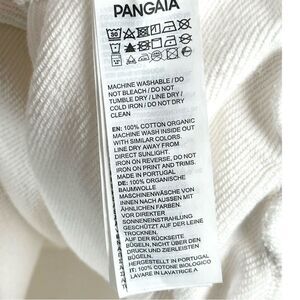 PANGAIA
30
MACHINE WASHABLE / DO
NOT BLEACH / DO NOT
TUMBLE DRY / LINE DRY /
COLD IRON / DO NOT DRY
CLEAN
EN: 100% COTTON ORGANIC
MACHINE WASH INSIDE OUT
WITH SIMILAR COLORS.
LINE DRY AWAY FROM
DIRECT SUNLIGHT.
IRON ON REVERSE, DO NOT
IRON ON PRINT AND TRIMS.
MADE IN PORTUGAL
DE: 100% ORGANISCHE
BAUMWOLLE
MASCHINENWÄSCHE VON
INNEN NACH AUSSEN MIT
ÄHNLICHEN FARBEN.
VOR DIREKTER
SONNENEINSTRAHLUNG
GESCHÜTZT AUF DER LEINE
TROCKNEN.
AUF DER RÜCKSEITE
BÜGELN, NICHT ÜBER DEN
DRUCK UND ZIERLEISTEN
BÜGELN.
HERGESTELLT IN PORTUGAL
IT: 100% COTONE BIOLOGICO
LAVARE IN LAVATRICE A